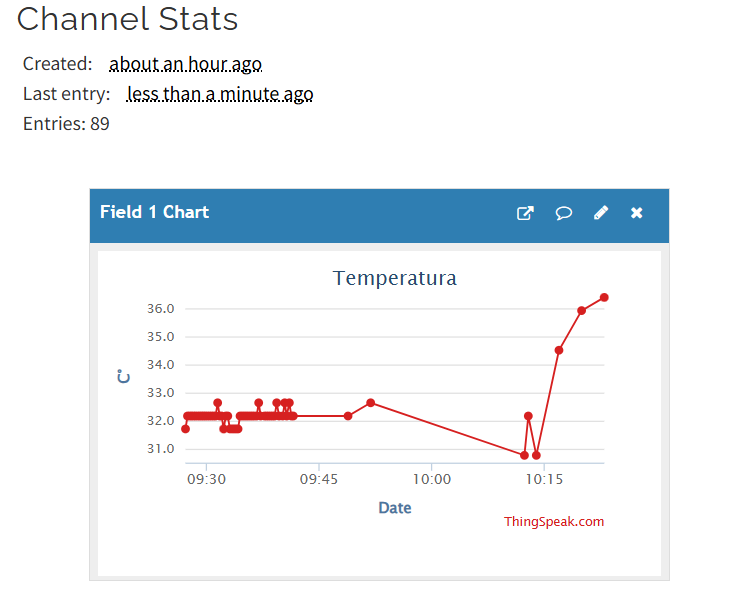 Channel Stats
Created: about an hour ago
Last entry: less than a minute ago
Entries: 89
Field 1 Chart
Temperatura
36.0
35.0
34.0
33.0
32.0
31.0
C°
09:30 09:45 10:00 10:15
Date
ThingSpeak.com